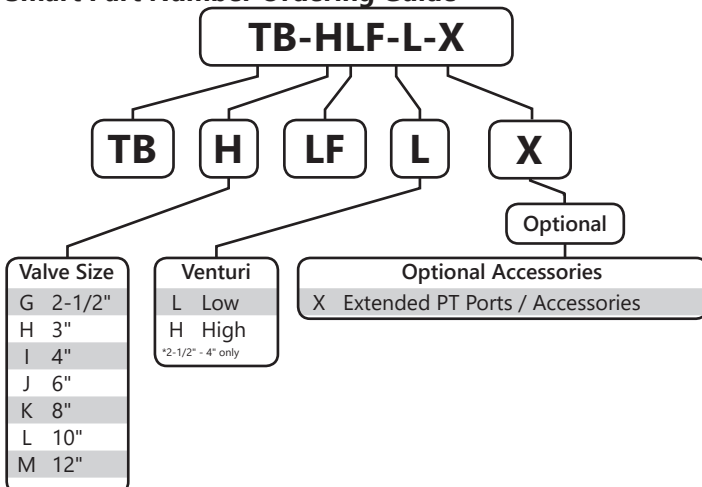 TB-HLF-L-X
TB H LF L X
Optional
Valve Size
G 2-1/2"
H 3"
I 4"
J 6"
K 8"
L 10"
M 12"
Venturi
L Low
H High
*2-1/2" - 4" only
Optional Accessories
X Extended PT Ports / Accessories